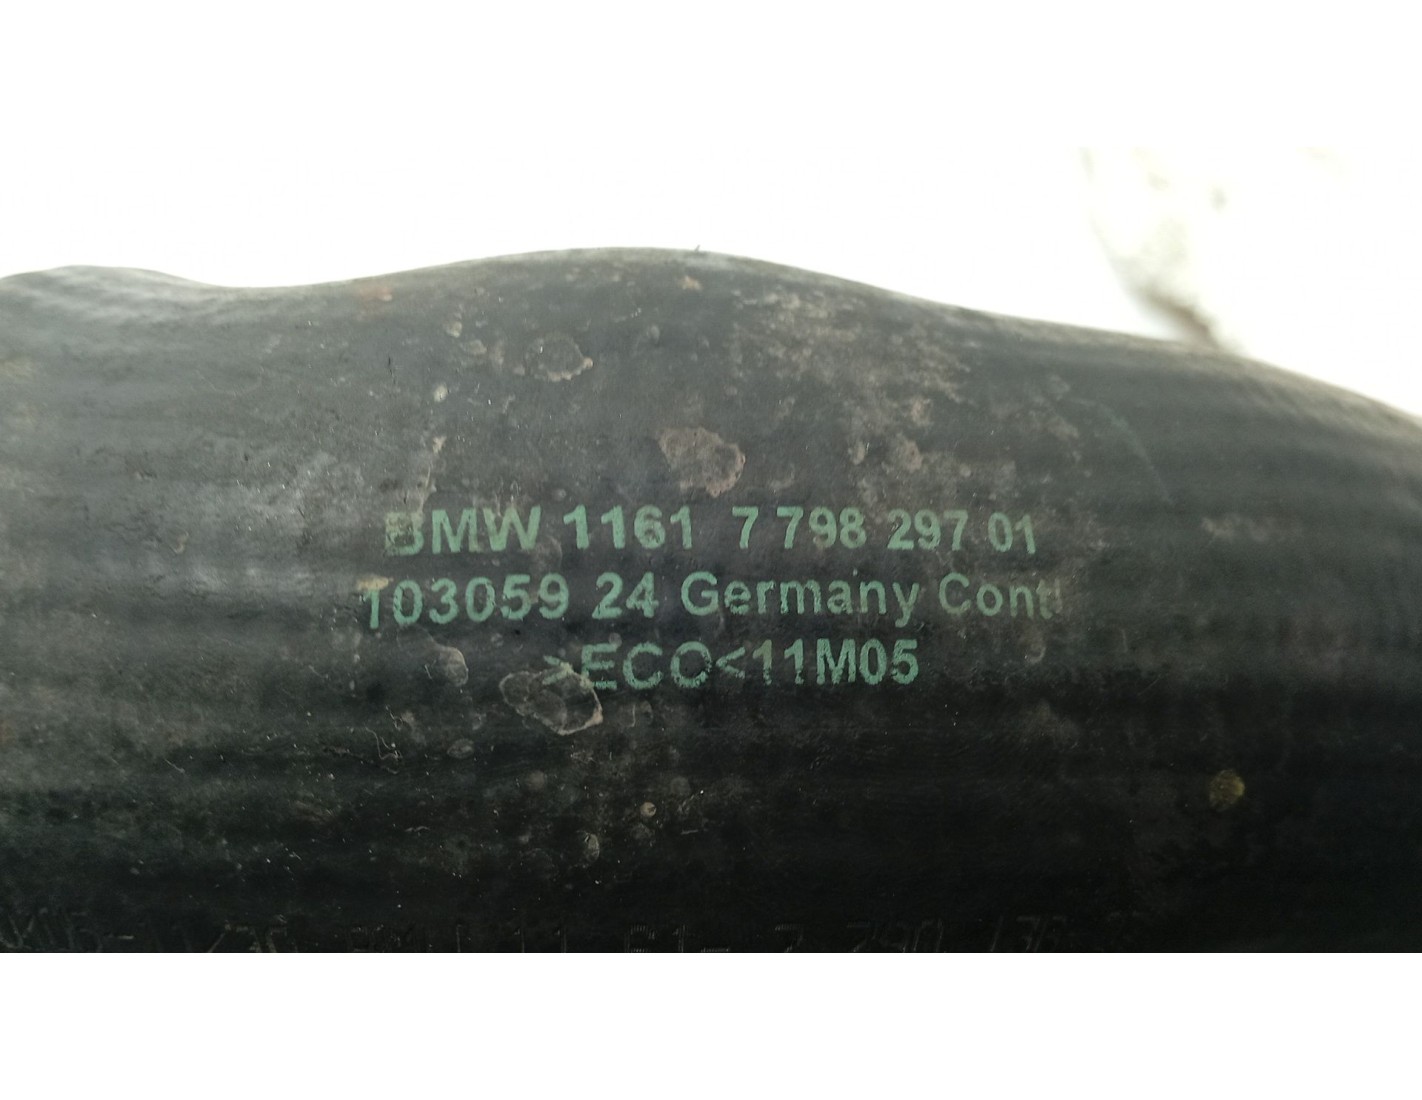 BMW 1161 7 798 297 01
103059 24 Germany Conti
>ECO<11M05